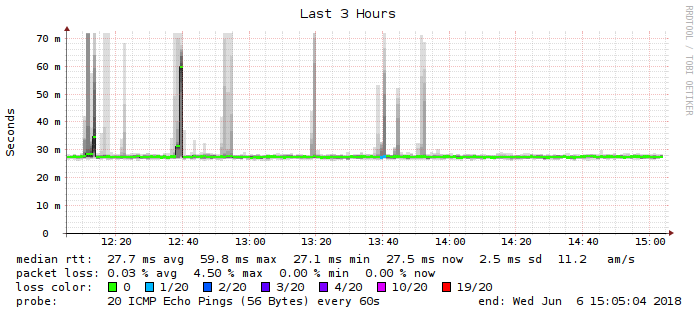 Last 3 Hours
RRDTOOL / TOBI OETIKER
Seconds
70 m
60 m
50 m
40 m
30 m
20 m
10 m
0
12:20 12:40 13:00 13:20 13:40 14:00 14:20 14:40 15:00
median rtt: 27.7 ms avg 59.8 ms max 27.1 ms min 27.5 ms now 2.5 ms sd 11.2 am/s
packet loss: 0.03 % avg 4.50 % max 0.00 % min 0.00 % now
loss color: 0 1/20 2/20 3/20 4/20 10/20 19/20
probe: 20 ICMP Echo Pings (56 Bytes) every 60s end: Wed Jun 6 15:05:04 2018